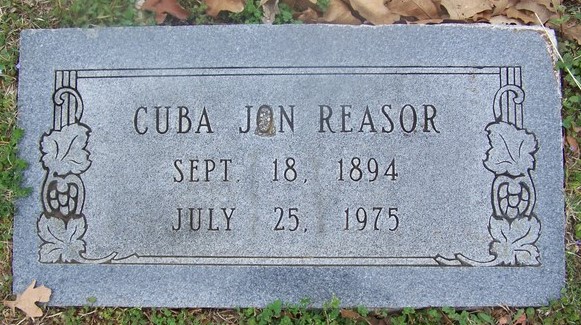 CUBA JON REASOR
SEPT. 18, 1894
JULY 25, 1975